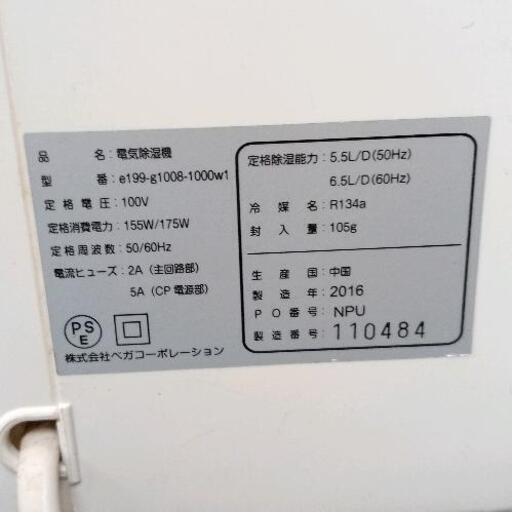 品名：電気除湿機
型番：e199-g1008-1000w1
定格電圧：100V
定格消費電力：155W/175W
定格周波数：50/60Hz
電流ヒューズ：2A（主回路部）
5A（CP電源部）
PSE
株式会社ベガコーポレーション
定格除湿能力：5.5L/D(50Hz)
6.5L/D(60Hz)
冷媒名：R134a
封入量：105g
生産国：中国
製造年：2016
PO番号：NPU
製造番号：110484